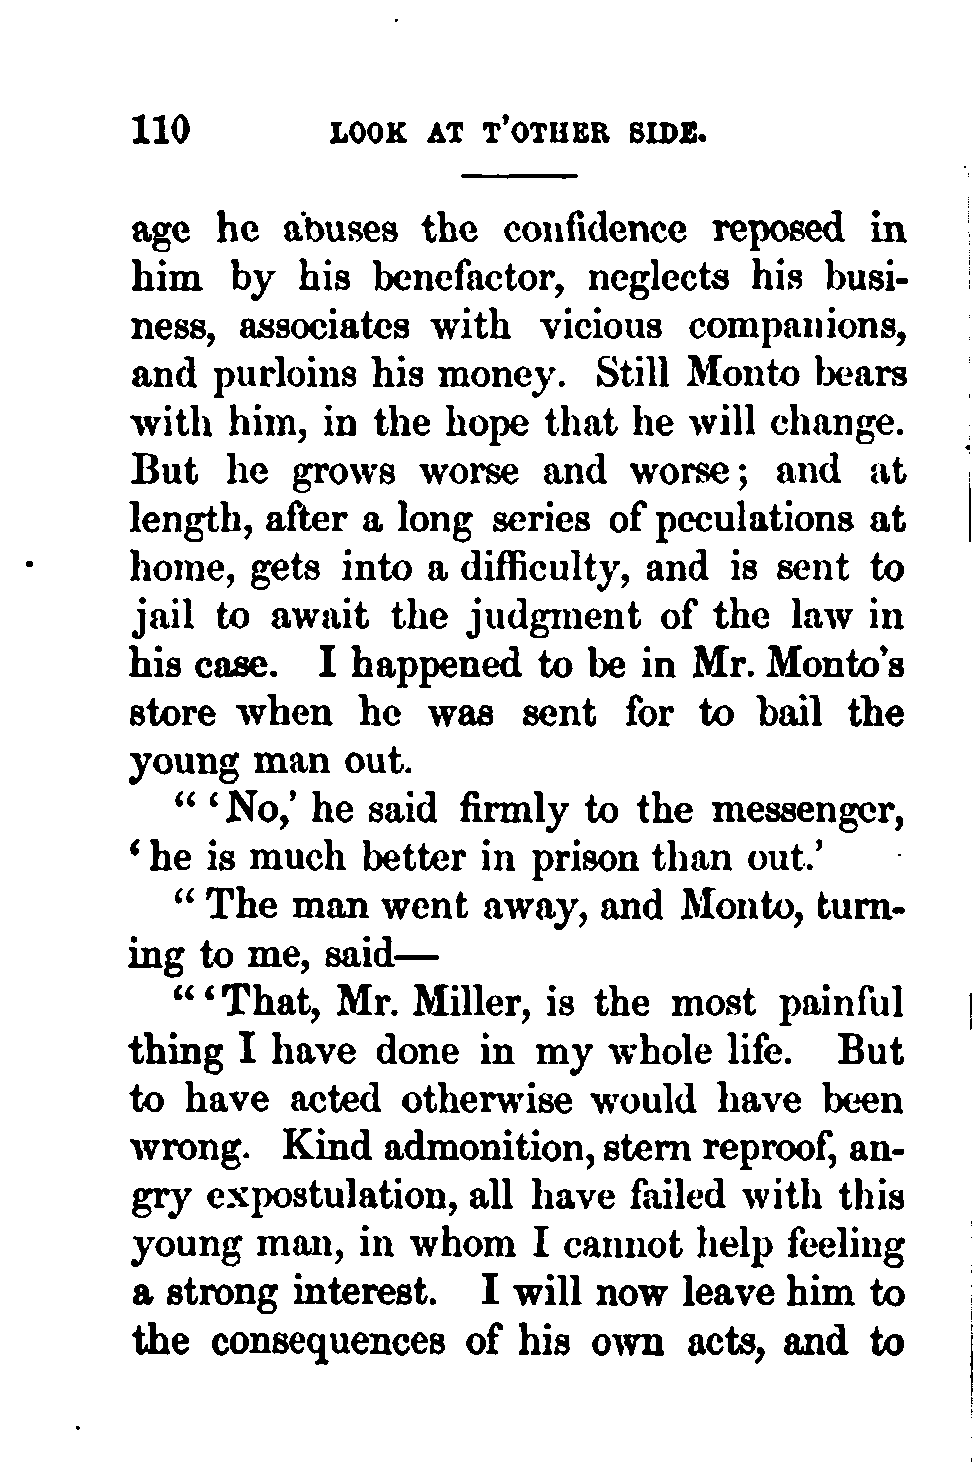 110 LOOK AT T'OTHER SIDE.
age he abuses the confidence reposed in
him by his benefactor, neglects his busi-
ness, associates with vicious companions,
and purloins his money. Still Monto bears
with him, in the hope that he will change.
But he grows worse and worse; and at
length, after a long series of peculations at
home, gets into a difficulty, and is sent to
jail to await the judgment of the law in
his case. I happened to be in Mr. Monto's
store when he was sent for to bail the
young man out.
" 'No,' he said firmly to the messenger,
'he is much better in prison than out.'
" The man went away, and Monto, turn-
ing to me, said—
" 'That, Mr. Miller, is the most painful
thing I have done in my whole life. But
to have acted otherwise would have been
wrong. Kind admonition, stern reproof, an-
gry expostulation, all have failed with this
young man, in whom I cannot help feeling
a strong interest. I will now leave him to
the consequences of his own acts, and to